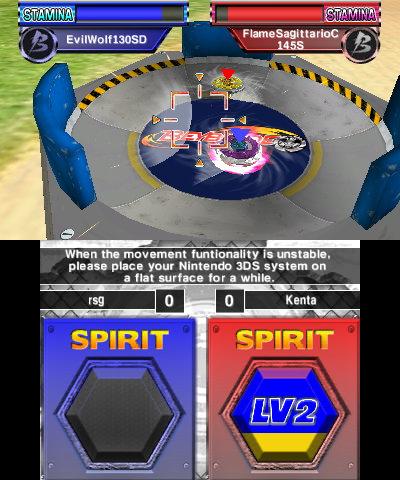 STAMINA
STAMINA
EvilWolf130SD
FlameSagittarioC
145S
When the movement funtionality is unstable,
please place your Nintendo 3DS system on
a flat surface for a while.
rsg 0 0 Kenta
SPIRIT SPIRIT
LV2